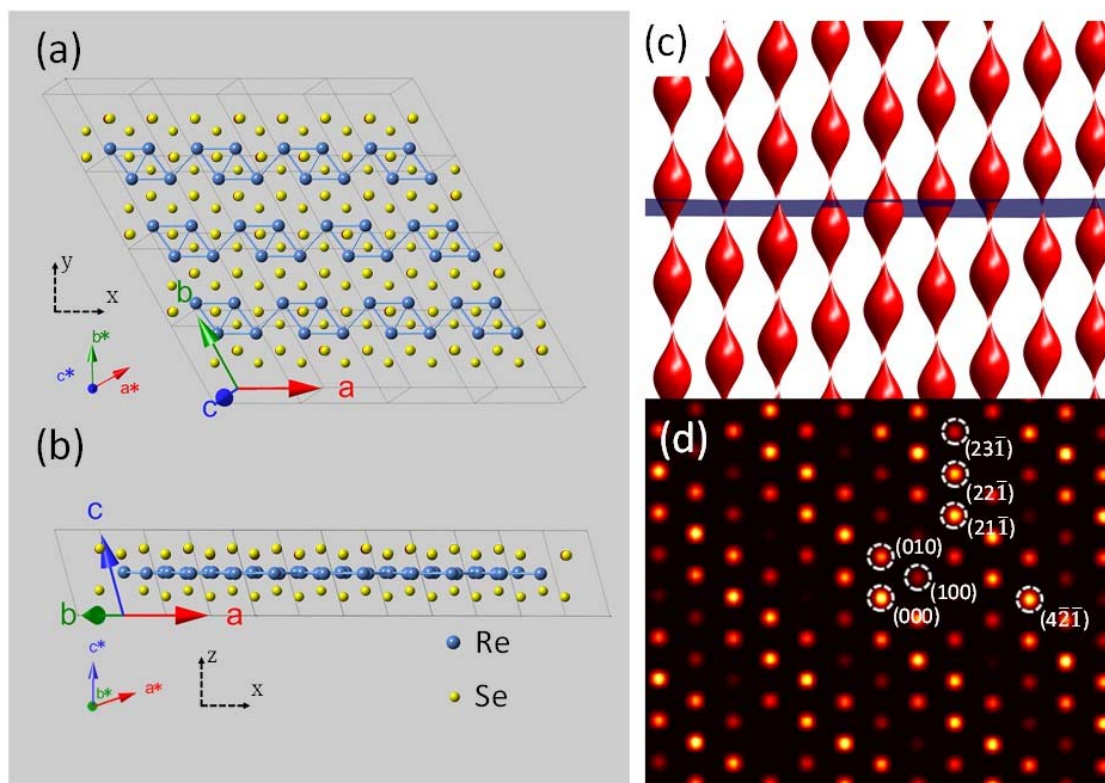 (a)
y
x
b*
c*
a*
b
c
a
(b)
c
b
a
c*
b*
a*
z
x
Re
Se
(c)
(d)
(23̅1̅)
(22̅1̅)
(21̅1̅)
(010)
(100)
(000)
(42̅1̅)